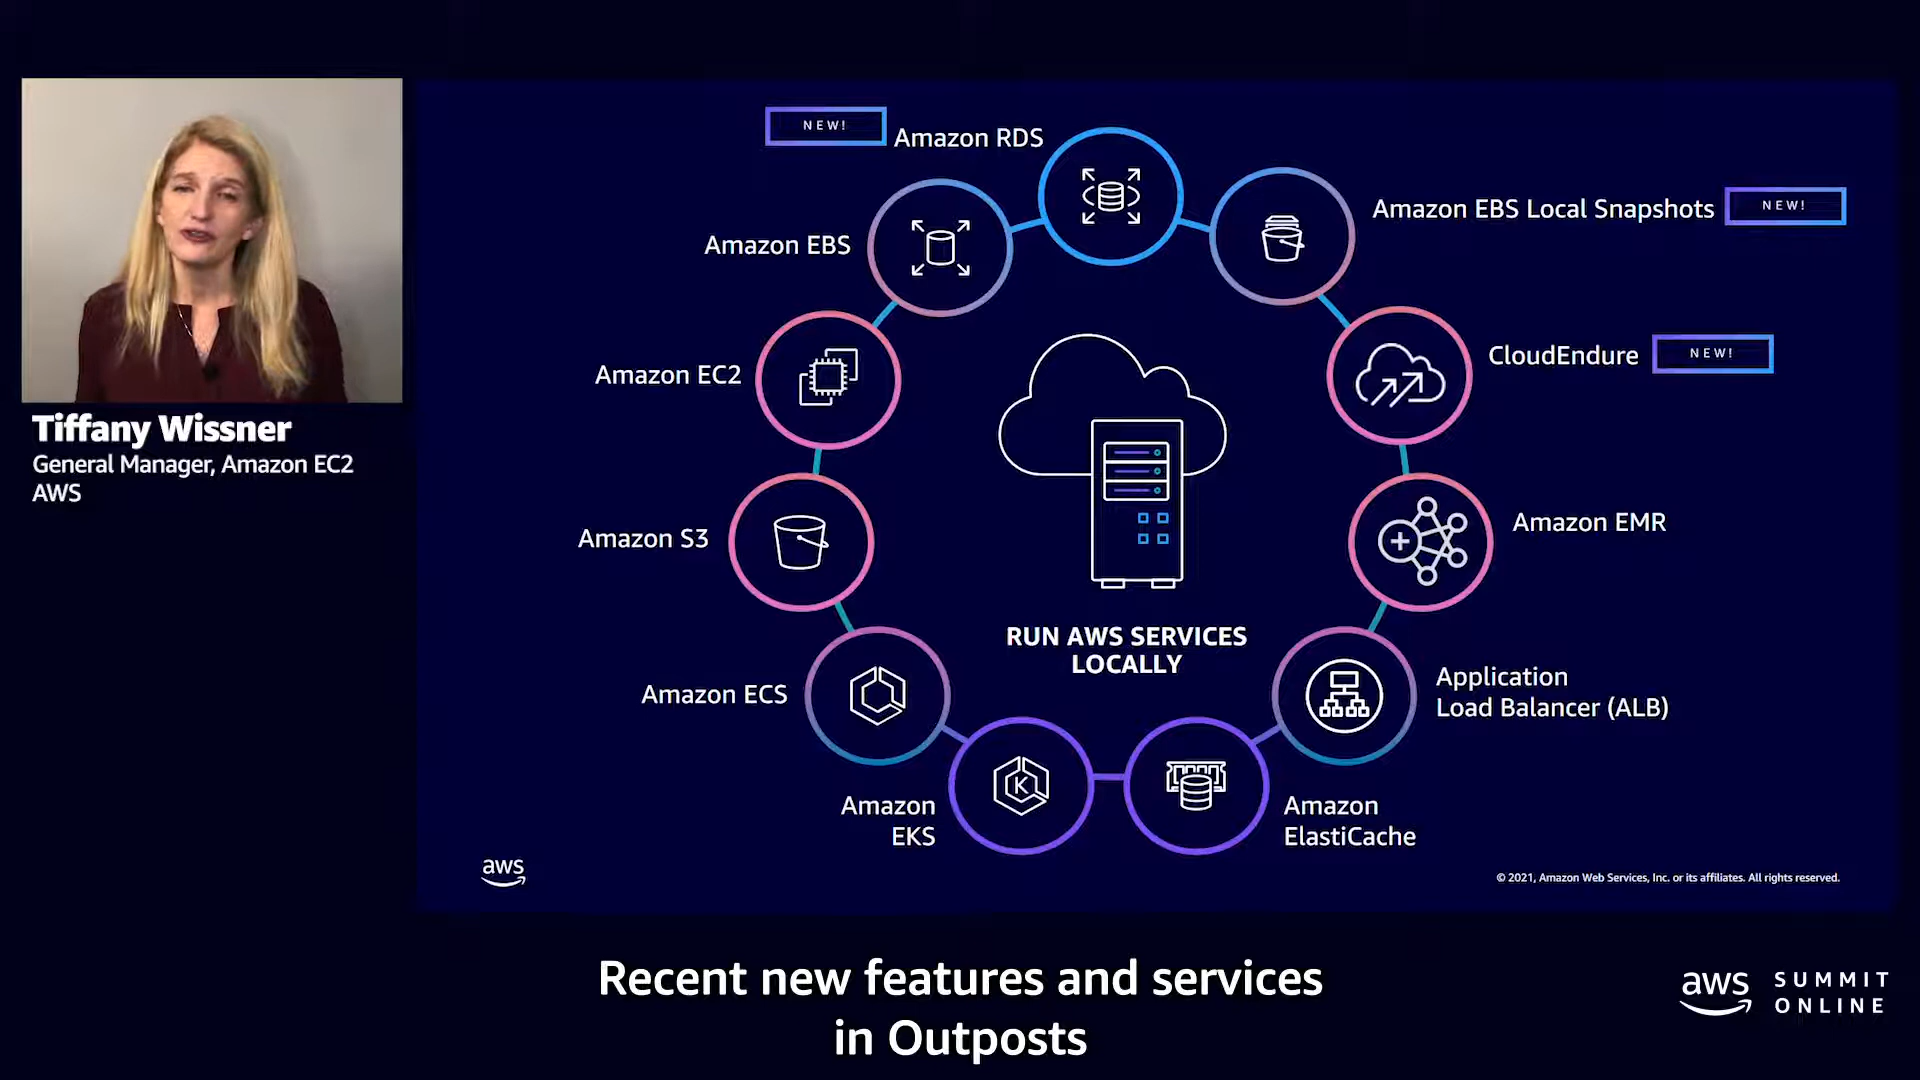 Tiffany Wissner
General Manager, Amazon EC2
AWS
NEW!
Amazon RDS
Amazon EBS Local Snapshots
NEW!
Amazon EBS
CloudEndure
NEW!
Amazon EC2
Amazon S3
Amazon EMR
RUN AWS SERVICES
LOCALLY
Amazon ECS
Application
Load Balancer (ALB)
Amazon
EKS
K
Amazon
ElastiCache
aws
© 2021, Amazon Web Services, Inc. or its affiliates. All rights reserved.
Recent new features and services
in Outposts
aws
SUMMIT
ONLINE